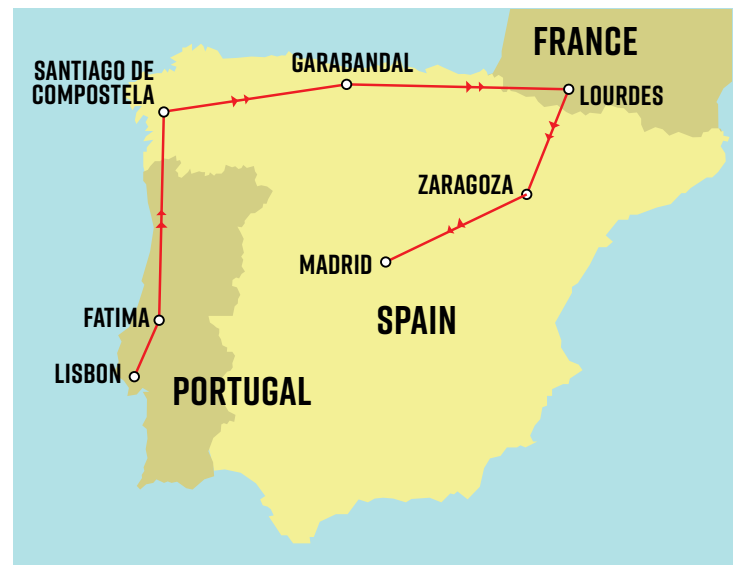 FRANCE
GARABANDAL
SANTIAGO DE
COMPOSTELA
LOURDES
ZARAGOZA
MADRID
SPAIN
FATIMA
LISBON
PORTUGAL